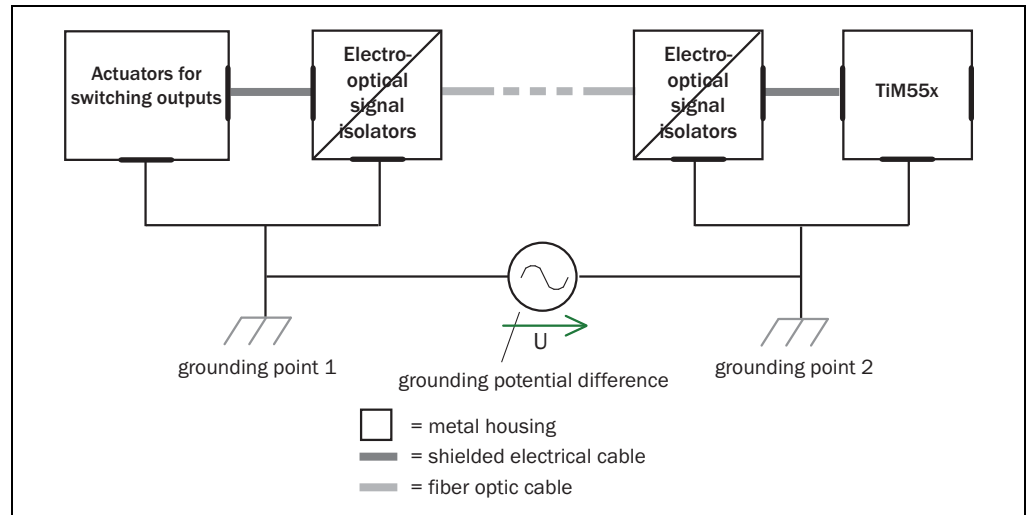 Actuators for
switching outputs
Electro-
optical
signal
isolators
Electro-
optical
signal
isolators
TiM55x
U
grounding point 1
grounding potential difference
grounding point 2
= metal housing
= shielded electrical cable
= fiber optic cable